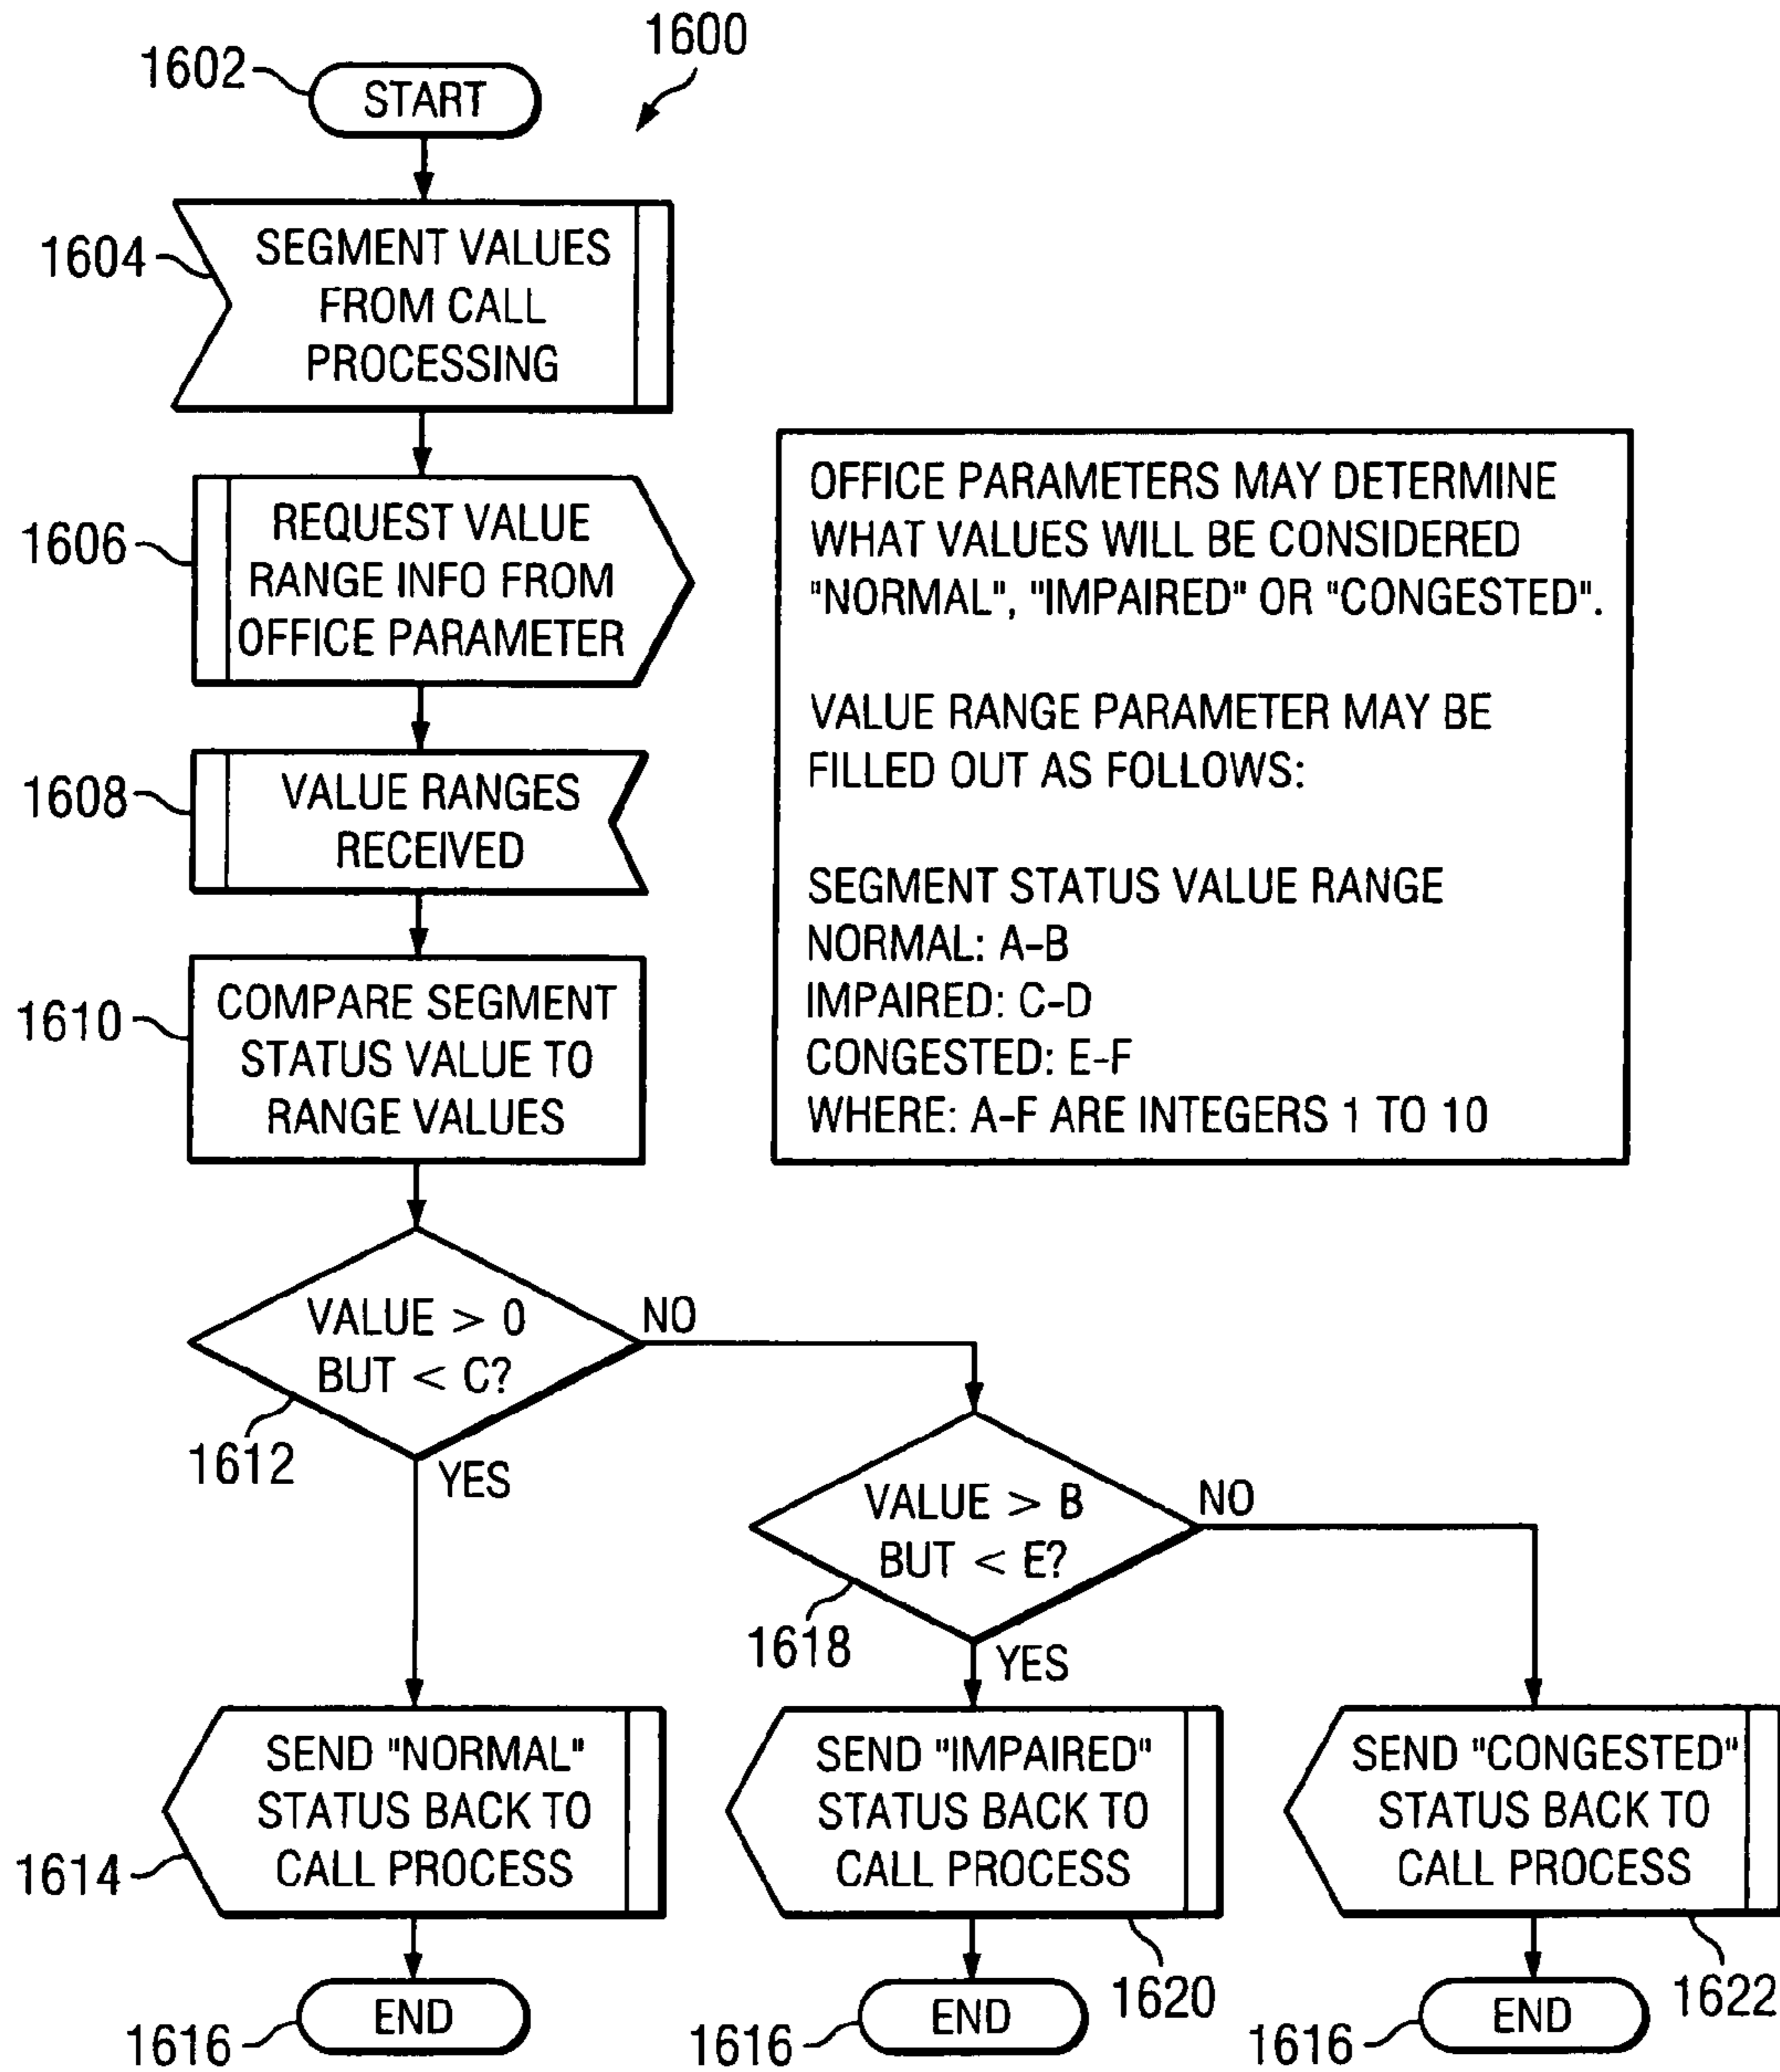 1600
1602
START
1604
SEGMENT VALUES
FROM CALL
PROCESSING
1606
REQUEST VALUE
RANGE INFO FROM
OFFICE PARAMETER
1608
VALUE RANGES
RECEIVED
1610
COMPARE SEGMENT
STATUS VALUE TO
RANGE VALUES
OFFICE PARAMETERS MAY DETERMINE
WHAT VALUES WILL BE CONSIDERED
"NORMAL", "IMPAIRED" OR "CONGESTED".
VALUE RANGE PARAMETER MAY BE
FILLED OUT AS FOLLOWS:
SEGMENT STATUS VALUE RANGE
NORMAL: A-B
IMPAIRED: C-D
CONGESTED: E-F
WHERE: A-F ARE INTEGERS 1 TO 10
VALUE > 0
BUT < C?
NO
1612
YES
VALUE > B
BUT < E?
NO
1618
YES
SEND "NORMAL"
STATUS BACK TO
CALL PROCESS
1614
SEND "IMPAIRED"
STATUS BACK TO
CALL PROCESS
1620
SEND "CONGESTED"
STATUS BACK TO
CALL PROCESS
1622
END
1616
END
1616
END
1616